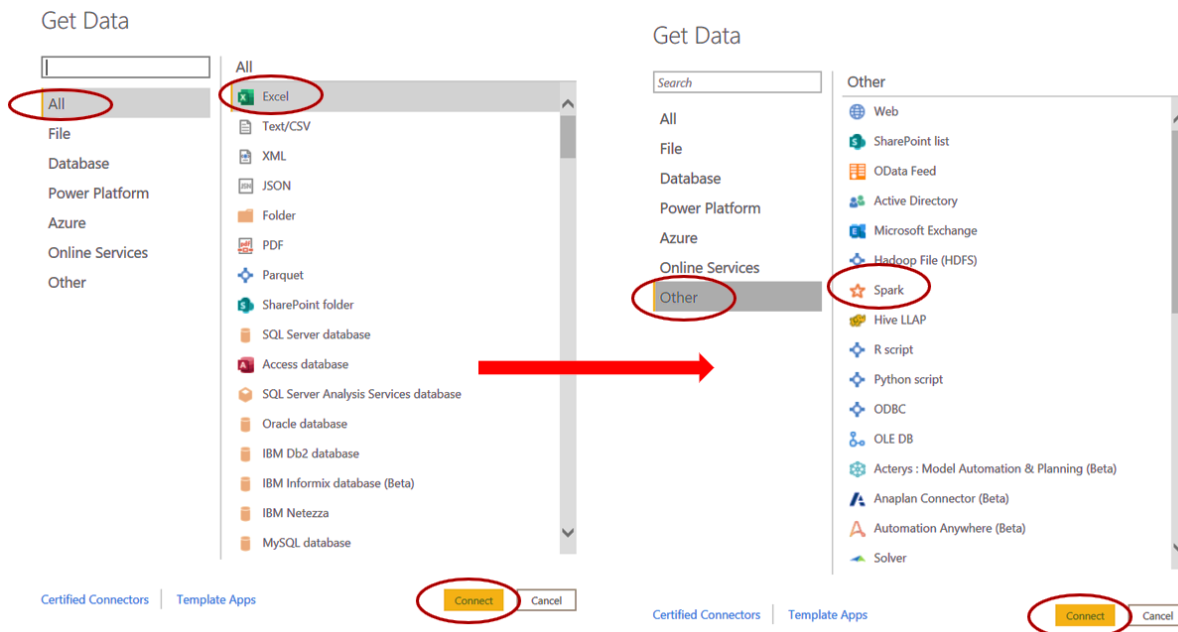 Get Data
All
File
Database
Power Platform
Azure
Online Services
Other
All
Excel
Text/CSV
XML
JSON
Folder
PDF
Parquet
SharePoint folder
SQL Server database
Access database
SQL Server Analysis Services database
Oracle database
IBM Db2 database
IBM Informix database (Beta)
IBM Netezza
MySQL database
Certified Connectors
Template Apps
Connect
Cancel
Get Data
Search
All
File
Database
Power Platform
Azure
Online Services
Other
Other
Web
SharePoint list
OData Feed
Active Directory
Microsoft Exchange
Hadoop File (HDFS)
Spark
Hive LLAP
R script
Python script
ODBC
OLE DB
Acterys : Model Automation & Planning (Beta)
Anaplan Connector (Beta)
Automation Anywhere (Beta)
Solver
Certified Connectors
Template Apps
Connect
Cancel